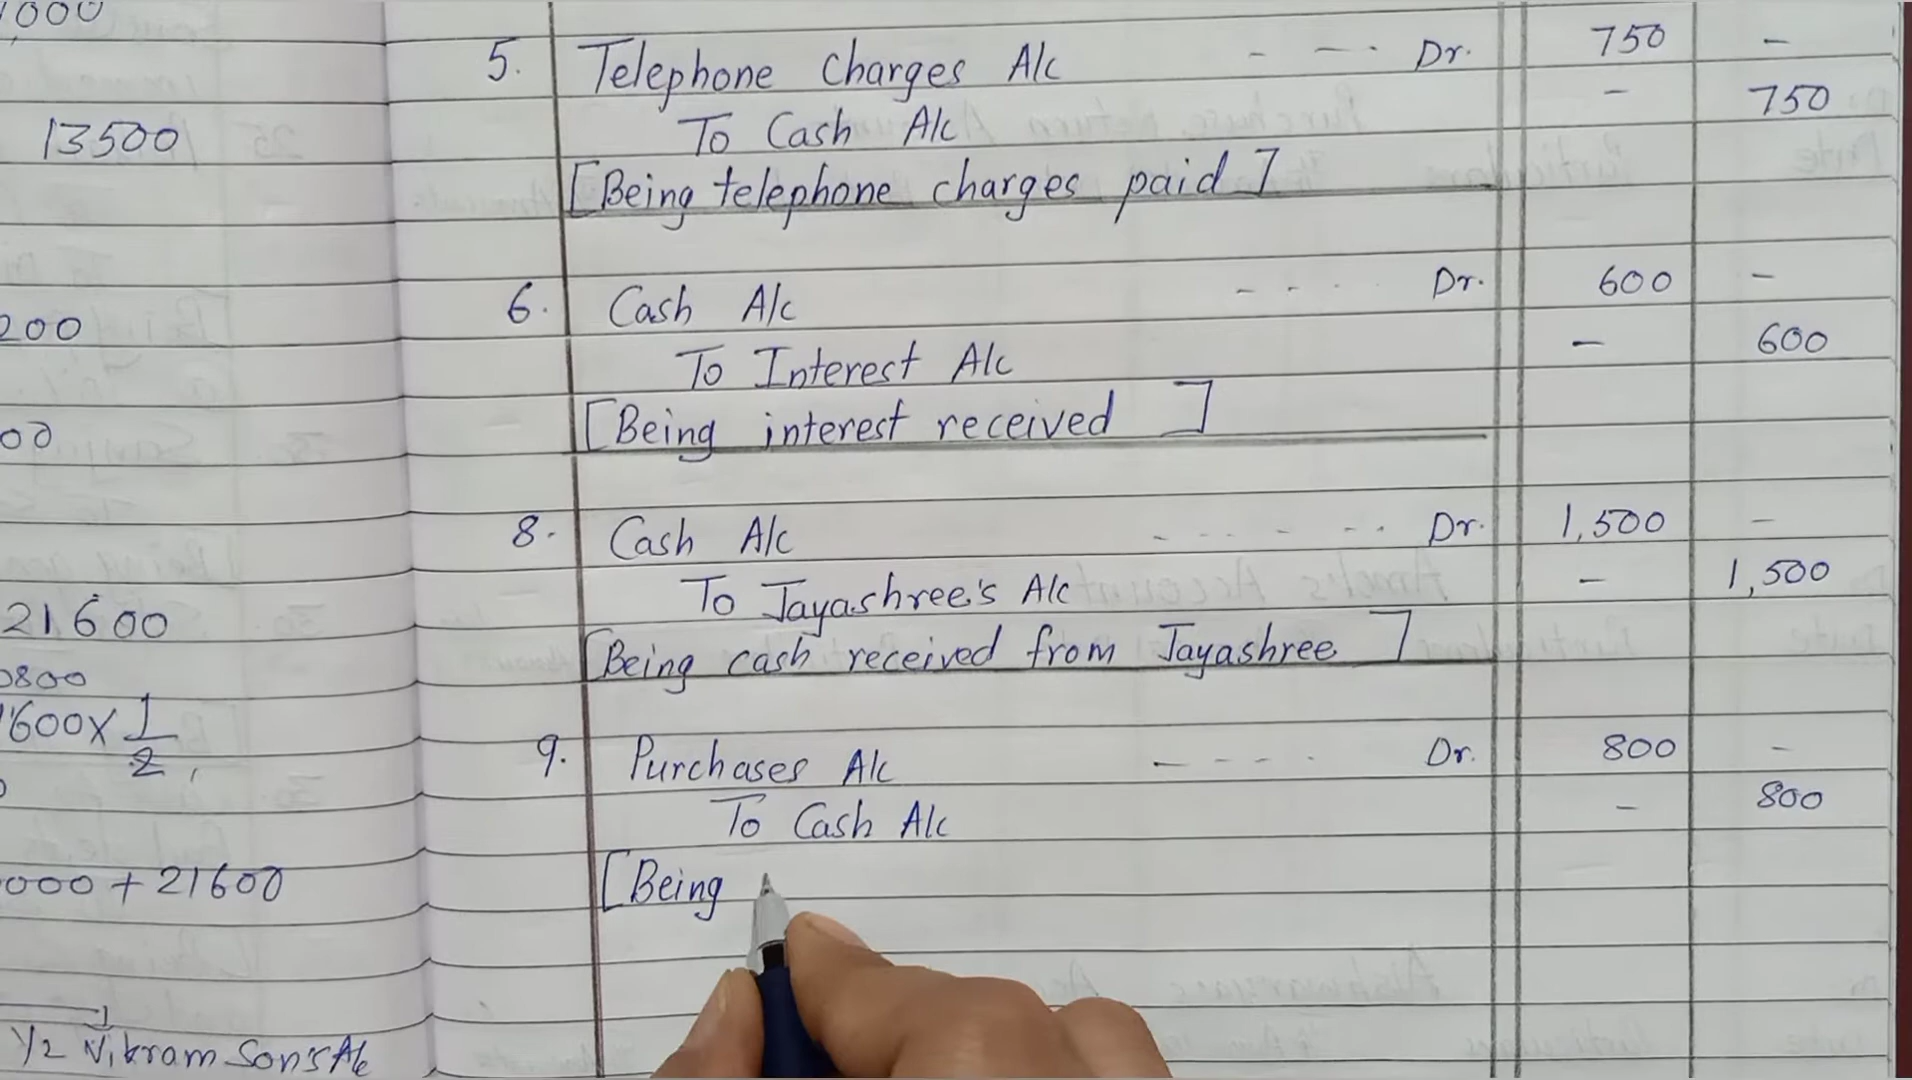 ,000
5. Telephone Charges A/c - - - - Dr. 750 -
To Cash A/c - 750
13500
[Being telephone charges paid]
6. Cash A/c - - - - Dr. 600 -
200
To Interest A/c - 600
[Being interest received]
00
8. Cash A/c - - - - - - Dr. 1,500 -
To Jayashree's A/c - 1,500
21600
[Being cash received from Jayashree]
0800
1600 x 1/2
9. Purchases A/c - - - - Dr. 800 -
To Cash A/c - 800
000 + 21600
[Being
1/2 Vikram Son's A/c